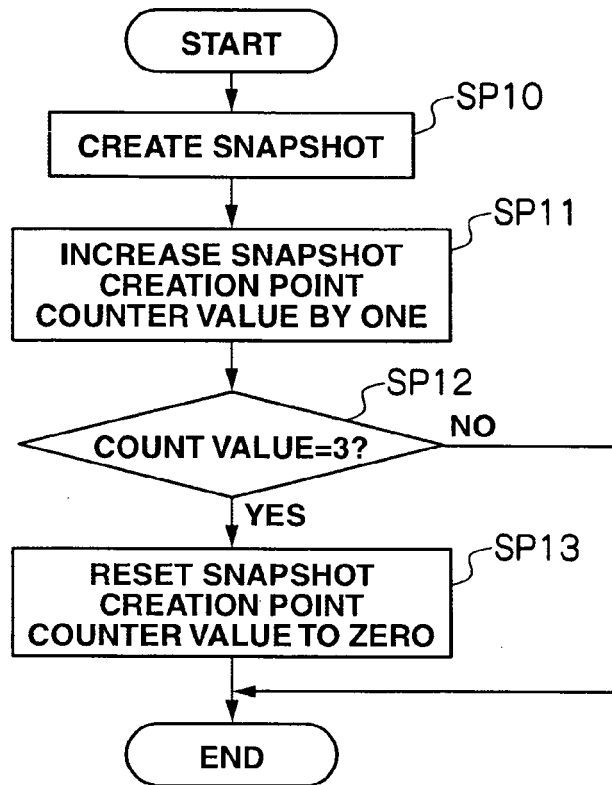 START
SP10
CREATE SNAPSHOT
SP11
INCREASE SNAPSHOT
CREATION POINT
COUNTER VALUE BY ONE
SP12
COUNT VALUE=3?
NO
YES
SP13
RESET SNAPSHOT
CREATION POINT
COUNTER VALUE TO ZERO
END